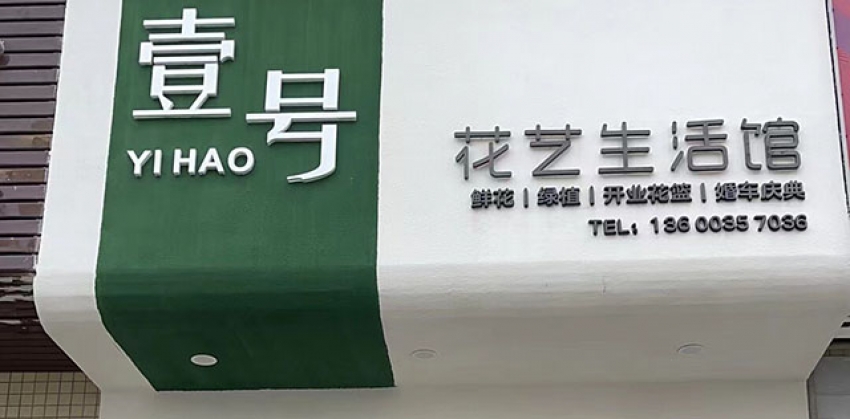 壹号
YI HAO
花艺生活馆
鲜花 | 绿植 | 开业花篮 | 婚车庆典
TEL: 136 0035 7036